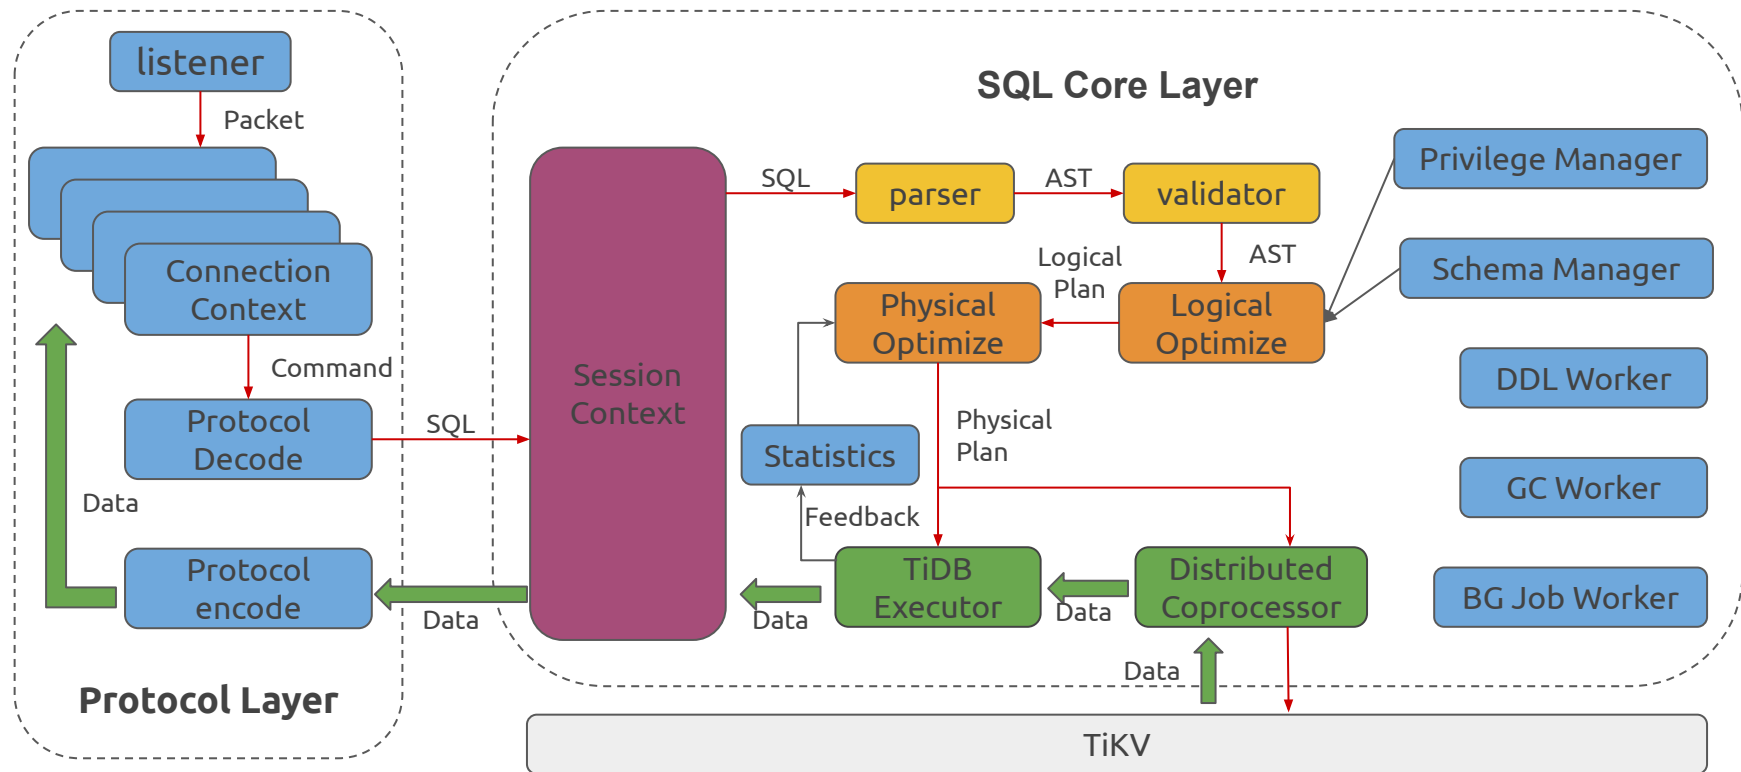 listener
Packet
Connection
Context
Command
Protocol
Decode
SQL
Data
Protocol
encode
Data
Protocol Layer
SQL Core Layer
Session
Context
SQL
parser
AST
validator
AST
Logical
Plan
Physical
Optimize
Logical
Optimize
Privilege Manager
Schema Manager
DDL Worker
GC Worker
BG Job Worker
Physical
Plan
Statistics
Feedback
TiDB
Executor
Distributed
Coprocessor
Data
Data
Data
TiKV